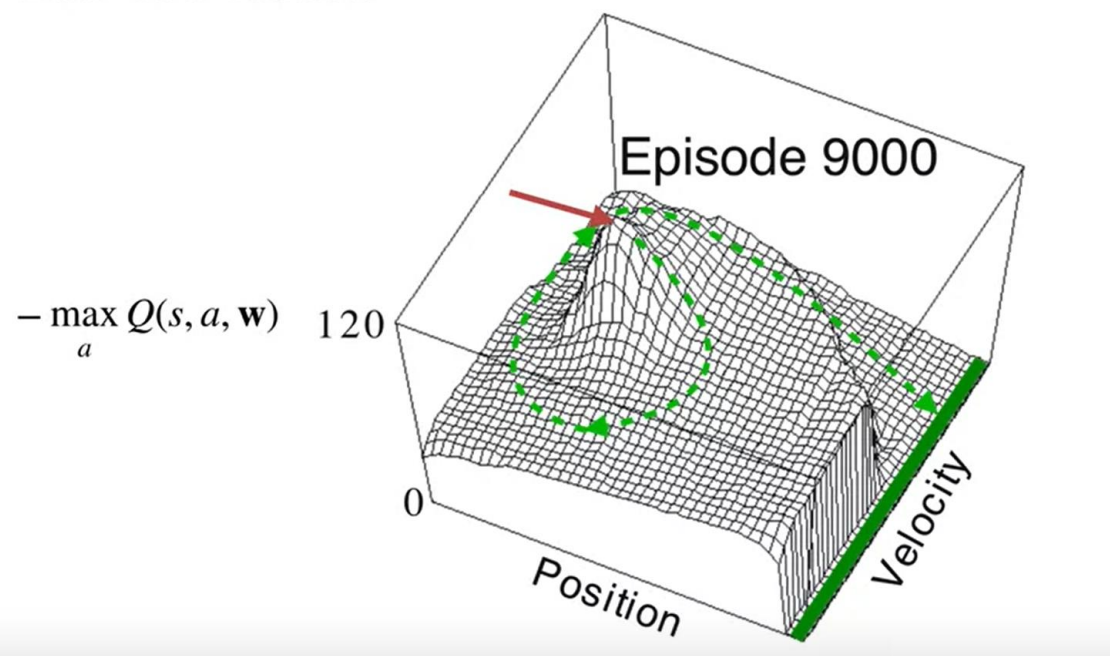 Episode 9000
− max Q(s, a, w)
a
120
0
Position
Velocity